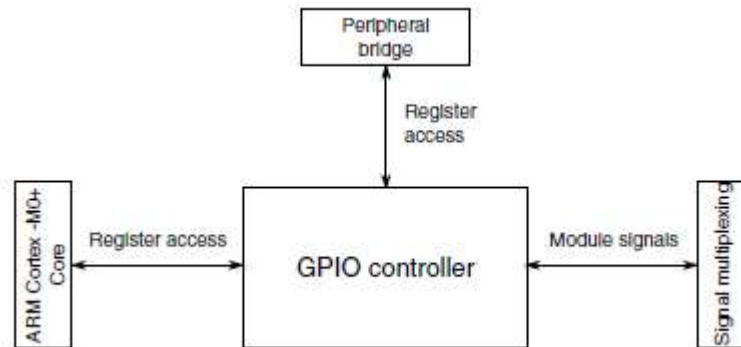 Peripheral
bridge
Register
access
ARM Cortex -M0+
Core
Register access
GPIO controller
Module signals
Signal multiplexing